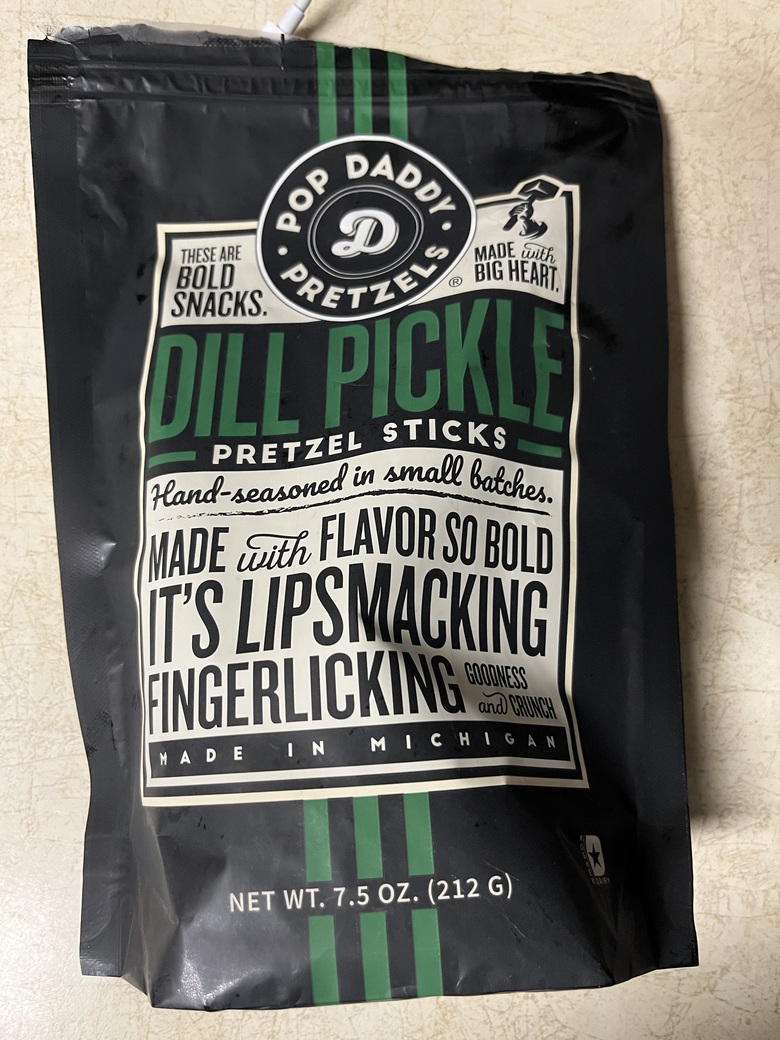 POP DADDY
D
PRETZELS
®
THESE ARE
BOLD
SNACKS.
MADE with
BIG HEART.
DILL PICKLE
PRETZEL STICKS
Hand-seasoned in small batches.
MADE with FLAVOR SO BOLD
IT'S LIPSMACKING
FINGERLICKING GOODNESS
and CRUNCH
MADE IN MICHIGAN
NET WT. 7.5 OZ. (212 G)